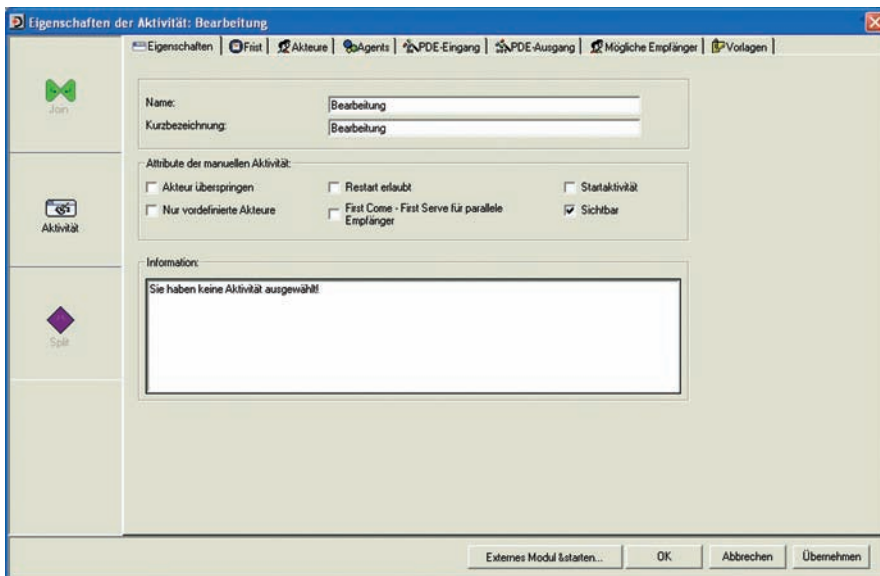 Eigenschaften der Aktivität: Bearbeitung
Eigenschaften Frist Akteure Agents PDE-Eingang PDE-Ausgang Mögliche Empfänger Vorlagen
Join
Aktivität
Split
Name: Bearbeitung
Kurzbezeichnung: Bearbeitung
Attribute der manuellen Aktivität:
Akteur überspringen Restart erlaubt Startaktivität
Nur vordefinierte Akteure First Come - First Serve für parallele Sichtbar
Empfänger
Information:
Sie haben keine Aktivität ausgewählt!
Externes Modul &starten... OK Abbrechen Übernehmen